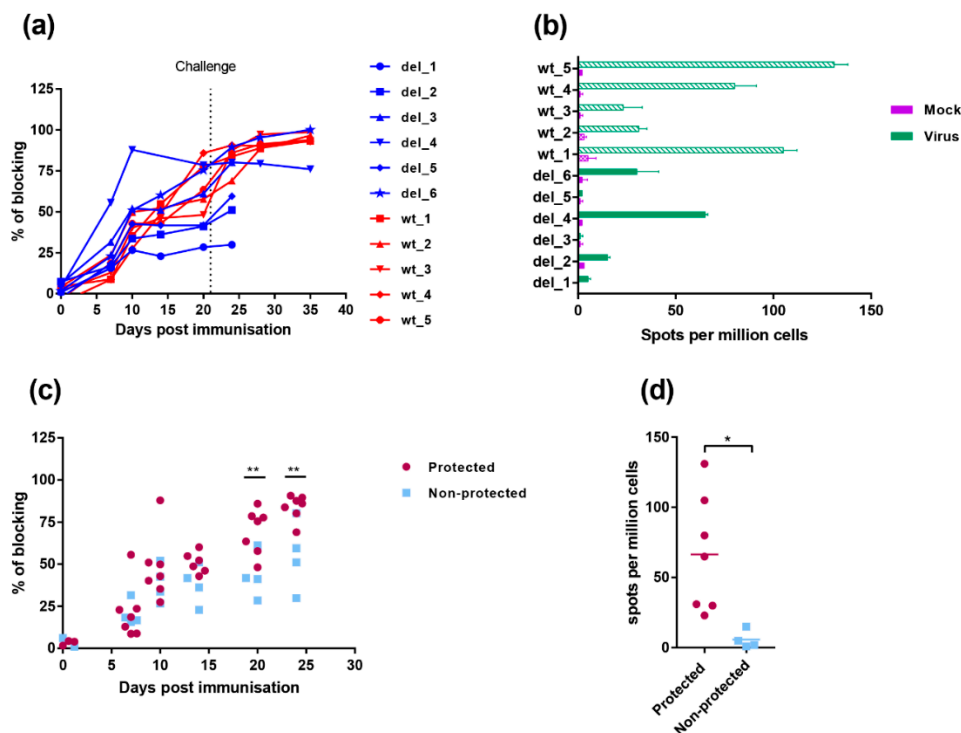 (a)
Challenge
% of blocking
125
100
75
50
25
0
0 5 10 15 20 25 30 35 40
Days post immunisation
del_1
del_2
del_3
del_4
del_5
del_6
wt_1
wt_2
wt_3
wt_4
wt_5
(b)
wt_5
wt_4
wt_3
wt_2
wt_1
del_6
del_5
del_4
del_3
del_2
del_1
0 50 100 150
Spots per million cells
Mock
Virus
(c)
% of blocking
125
100
75
50
25
0
** **
0 5 10 15 20 25 30
Days post immunisation
Protected
Non-protected
(d)
spots per million cells
150
100
50
0
*
Protected
Non-protected